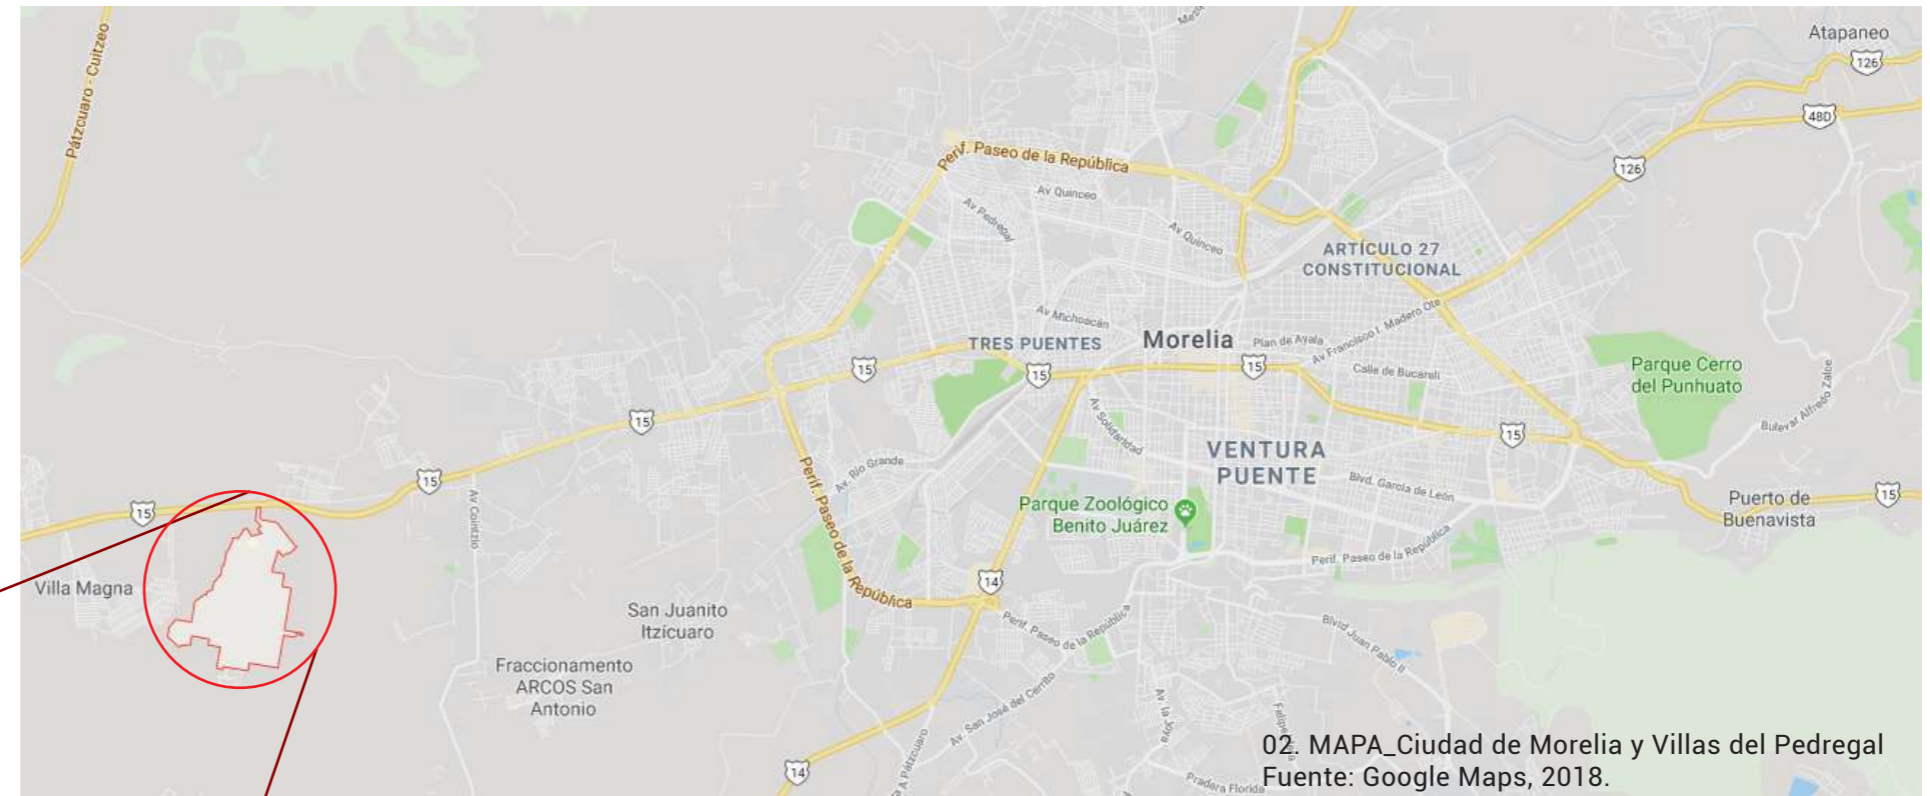 Atapaneo
126
Pátzcuaro - Cuitzeo
48D
Perif. Paseo de la República
126
Av Quinceo
Av Pedregal
Av Quinceo
ARTÍCULO 27
CONSTITUCIONAL
Av Michoacán
TRES PUENTES
Morelia
Plan de Ayala
Av Francisco I. Madero Ote
15
15
15
Calle de Bucareli
Parque Cerro
del Punhuato
Bulevar Alfredo Zalce
15
Av Solidaridad
15
VENTURA
PUENTE
Av. Río Grande
15
Blvd. García de León
Perif. Paseo de la República
Av Cointzio
15
Parque Zoológico
Benito Juárez
Puerto de
Buenavista
15
Perif. Paseo de la República
Villa Magna
14
San Juanito
Itzícuaro
Perif. Paseo de la República
Blvd Juan Pablo II
Fraccionamento
ARCOS San
Antonio
Av. San José del Cerrito
Av. la Joya
A Pátzcuaro
14
Pradera Florida
02. MAPA_Ciudad de Morelia y Villas del Pedregal
Fuente: Google Maps, 2018.